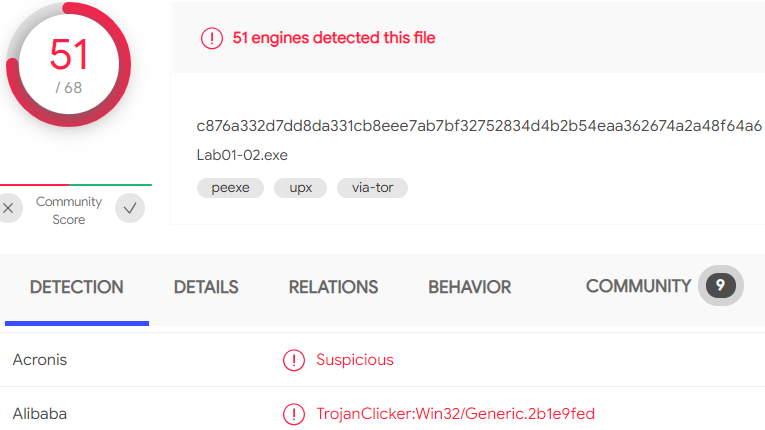 51
/ 68
51 engines detected this file
c876a332d7dd8da331cb8eee7ab7bf32752834d4b2b54eaa362674a2a48f64a6
Lab01-02.exe
peexe upx via-tor
Community
Score
DETECTION DETAILS RELATIONS BEHAVIOR COMMUNITY 9
Acronis Suspicious
Alibaba TrojanClicker:Win32/Generic.2b1e9fed